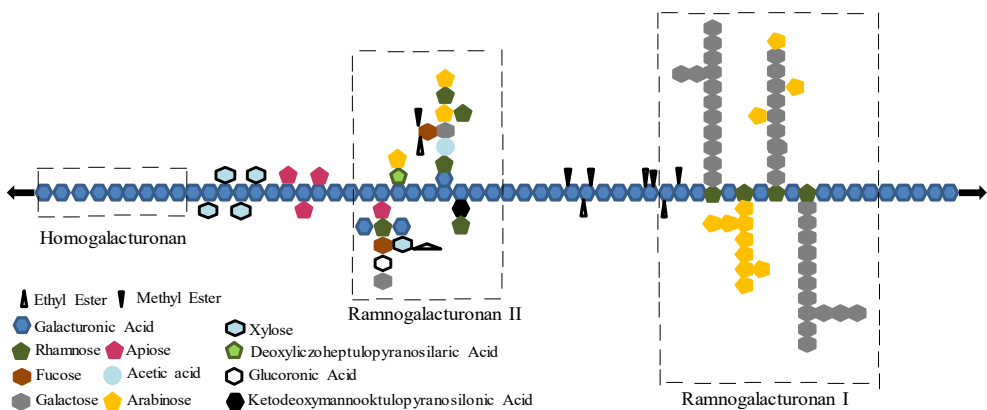 Homogalacturonan
Ramnogalacturonan II
Ramnogalacturonan I
Ethyl Ester
Methyl Ester
Galacturonic Acid
Xylose
Rhamnose
Apiose
Deoxyliczoheptulopyranosilaric Acid
Fucose
Acetic acid
Glucoronic Acid
Galactose
Arabinose
Ketodeoxymannooktulopyranosilonic Acid